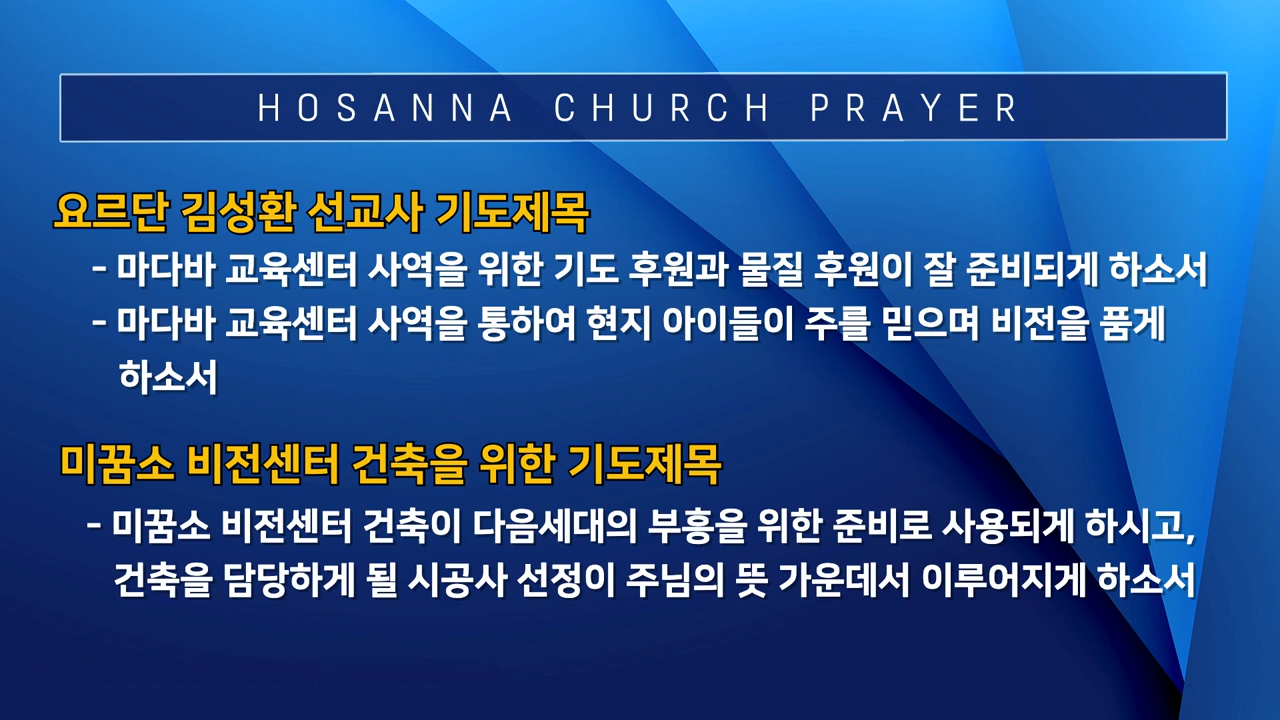 HOSANNA CHURCH PRAYER
요르단 김성환 선교사 기도제목
- 마다바 교육센터 사역을 위한 기도 후원과 물질 후원이 잘 준비되게 하소서
- 마다바 교육센터 사역을 통하여 현지 아이들이 주를 믿으며 비전을 품게
하소서
미꿈소 비전센터 건축을 위한 기도제목
- 미꿈소 비전센터 건축이 다음세대의 부흥을 위한 준비로 사용되게 하시고,
건축을 담당하게 될 시공사 선정이 주님의 뜻 가운데서 이루어지게 하소서